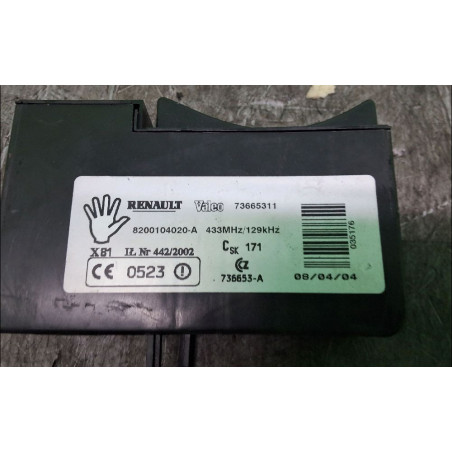 RENAULT Valeo 73665311
8200104020-A 433MHz/129kHz
X81 IL Nr 442/2002 CSK 171
CE 0523 !
736653-A
035176
08/04/04